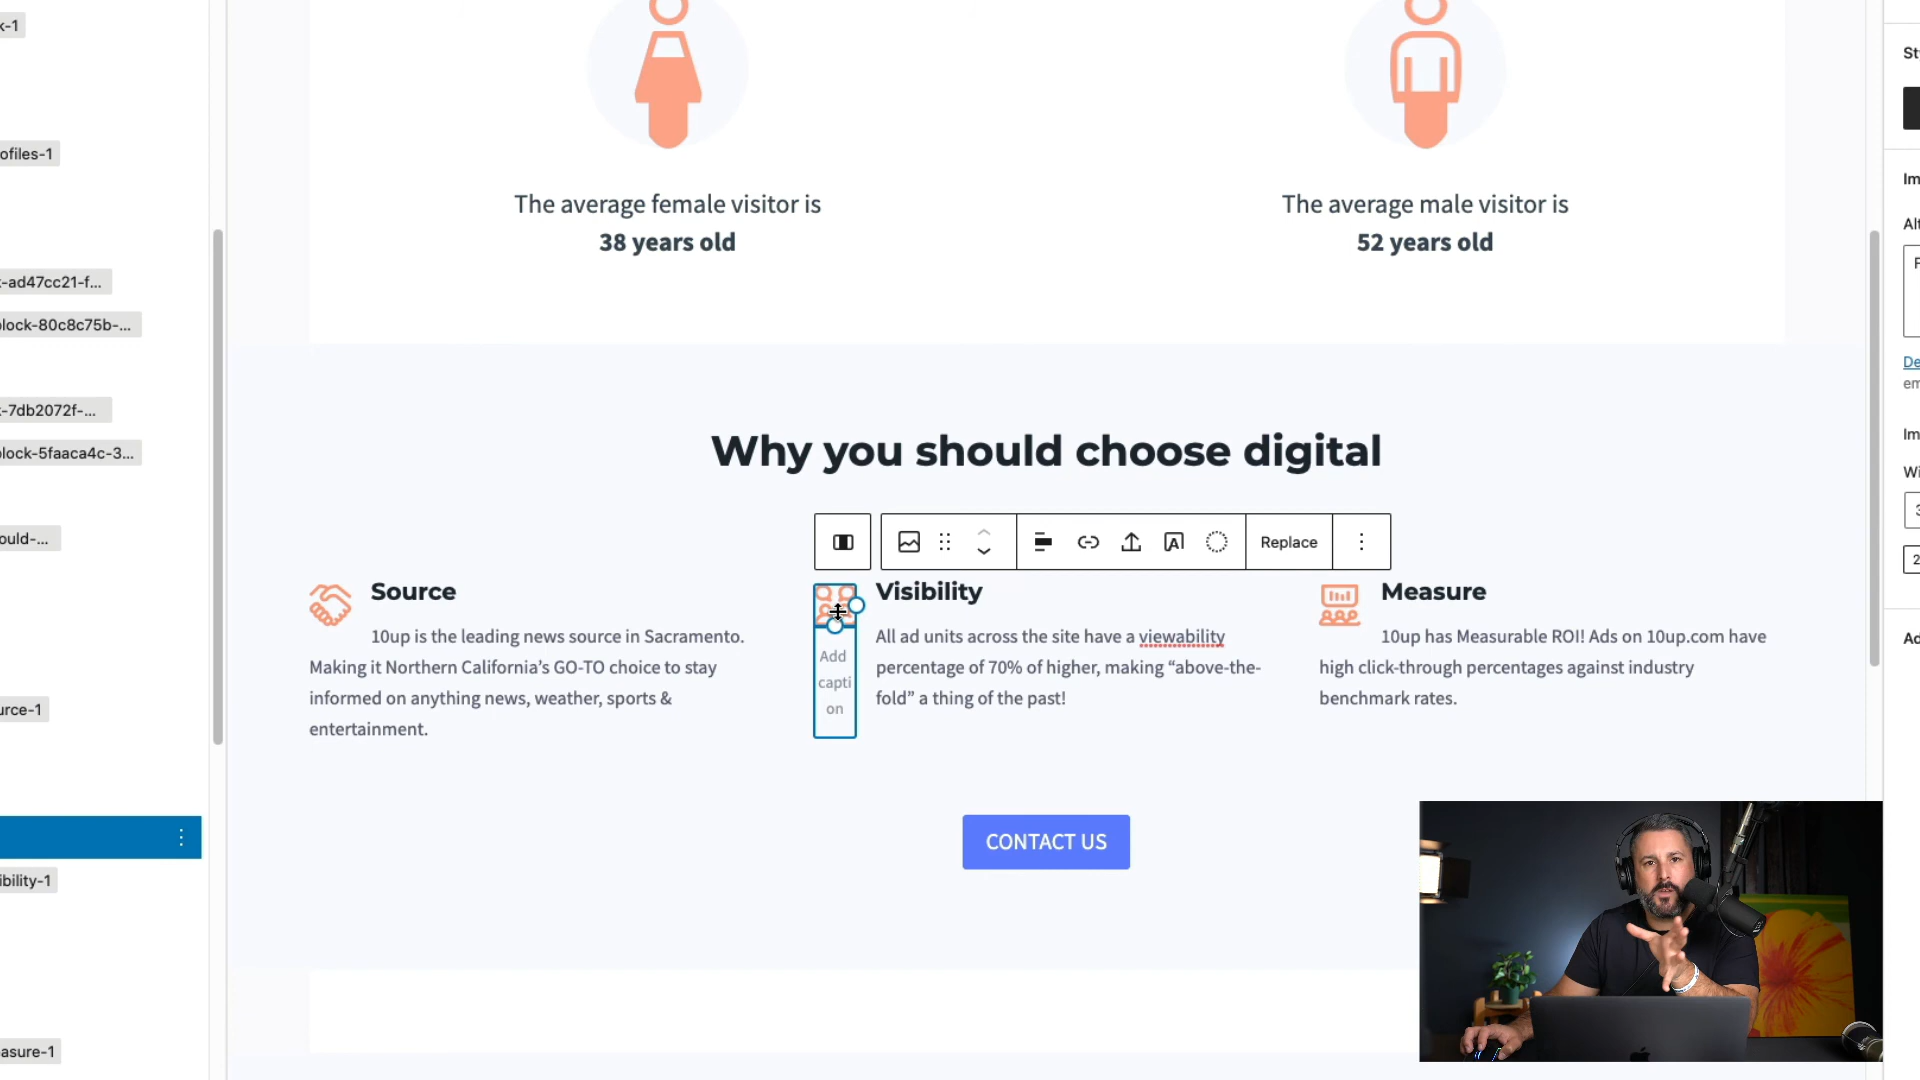 k-1
ofiles-1
-ad47cc21-f...
lock-80c8c75b-...
-7db2072f-...
lock-5faaca4c-3...
ould-...
urce-1
ibility-1
asure-1
The average female visitor is
38 years old
The average male visitor is
52 years old
Why you should choose digital
Replace
Source
10up is the leading news source in Sacramento.
Making it Northern California’s GO-TO choice to stay
informed on anything news, weather, sports &
entertainment.
Add
capti
on
Visibility
All ad units across the site have a viewability
percentage of 70% of higher, making “above-the-
fold” a thing of the past!
Measure
10up has Measurable ROI! Ads on 10up.com have
high click-through percentages against industry
benchmark rates.
CONTACT US
St
Im
Alt
F
De
em
Im
Wi
3
2
Ad